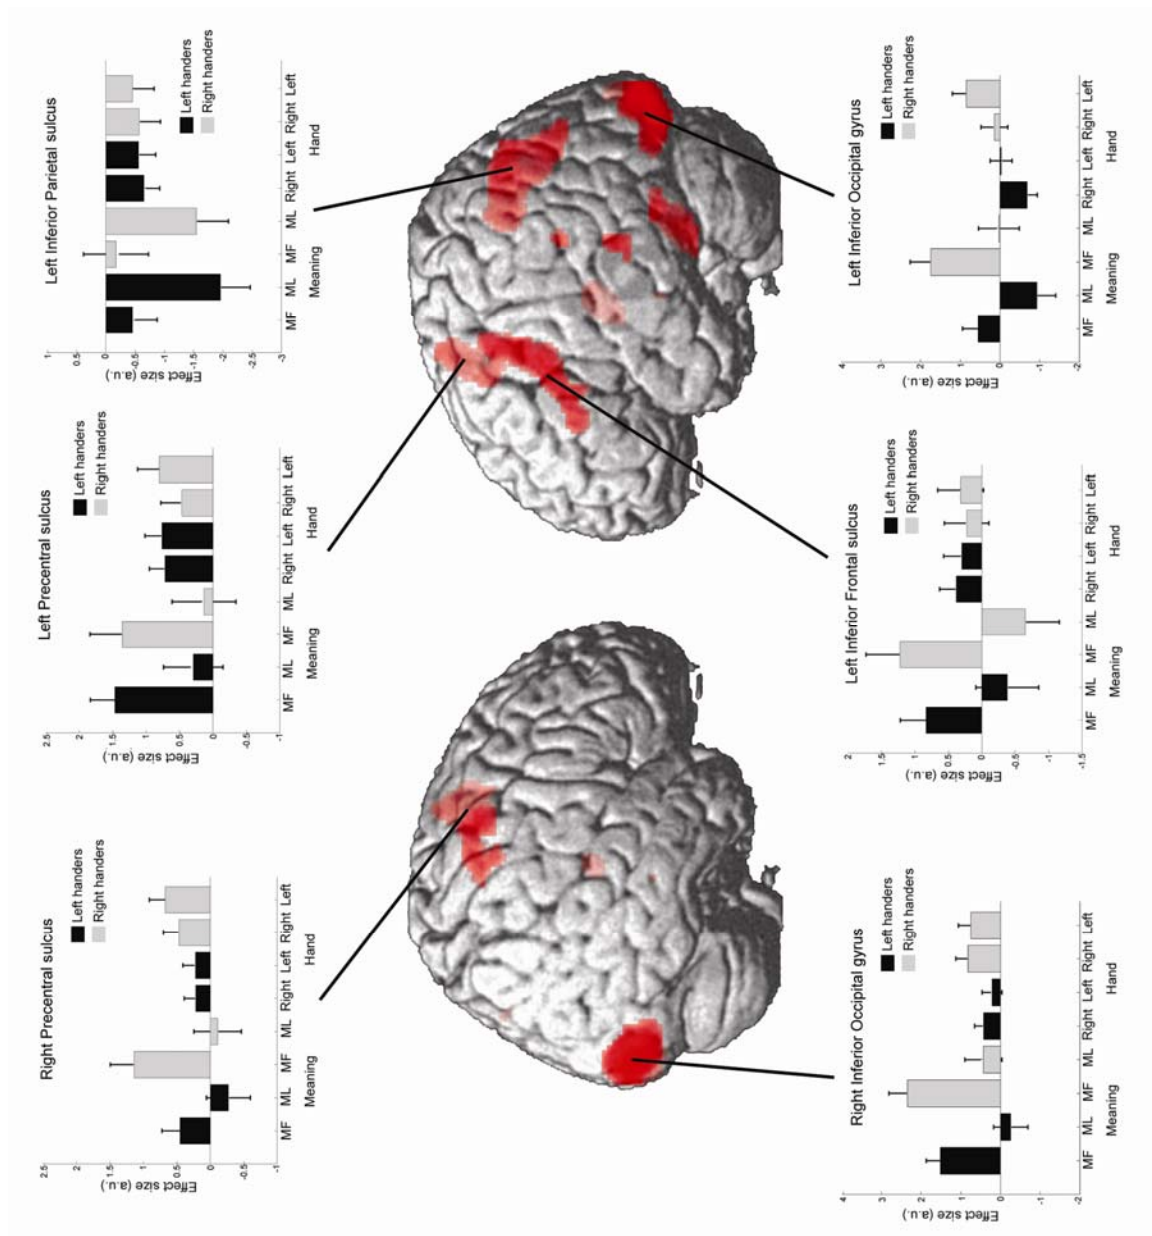 Left Inferior Parietal sulcus
Left handers
Right handers
Effect size (a.u.)
1
0.5
0
-0.5
-1
-1.5
-2
-2.5
-3
MF ML MF ML Right Left Right Left
Meaning Hand
Left Inferior Occipital gyrus
Left handers
Right handers
Effect size (a.u.)
4
3
2
1
0
-1
-2
MF ML MF ML Right Left Right Left
Meaning Hand
Left Precentral sulcus
Left handers
Right handers
Effect size (a.u.)
2.5
2
1.5
1
0.5
0
-0.5
-1
MF ML MF ML Right Left Right Left
Meaning Hand
Left Inferior Frontal sulcus
Left handers
Right handers
Effect size (a.u.)
2
1.5
1
0.5
0
-0.5
-1
-1.5
MF ML MF ML Right Left Right Left
Meaning Hand
Right Precentral sulcus
Left handers
Right handers
Effect size (a.u.)
2.5
2
1.5
1
0.5
0
-0.5
-1
MF ML MF ML Right Left Right Left
Meaning Hand
Right Inferior Occipital gyrus
Left handers
Right handers
Effect size (a.u.)
4
3
2
1
0
-1
-2
MF ML MF ML Right Left Right Left
Meaning Hand